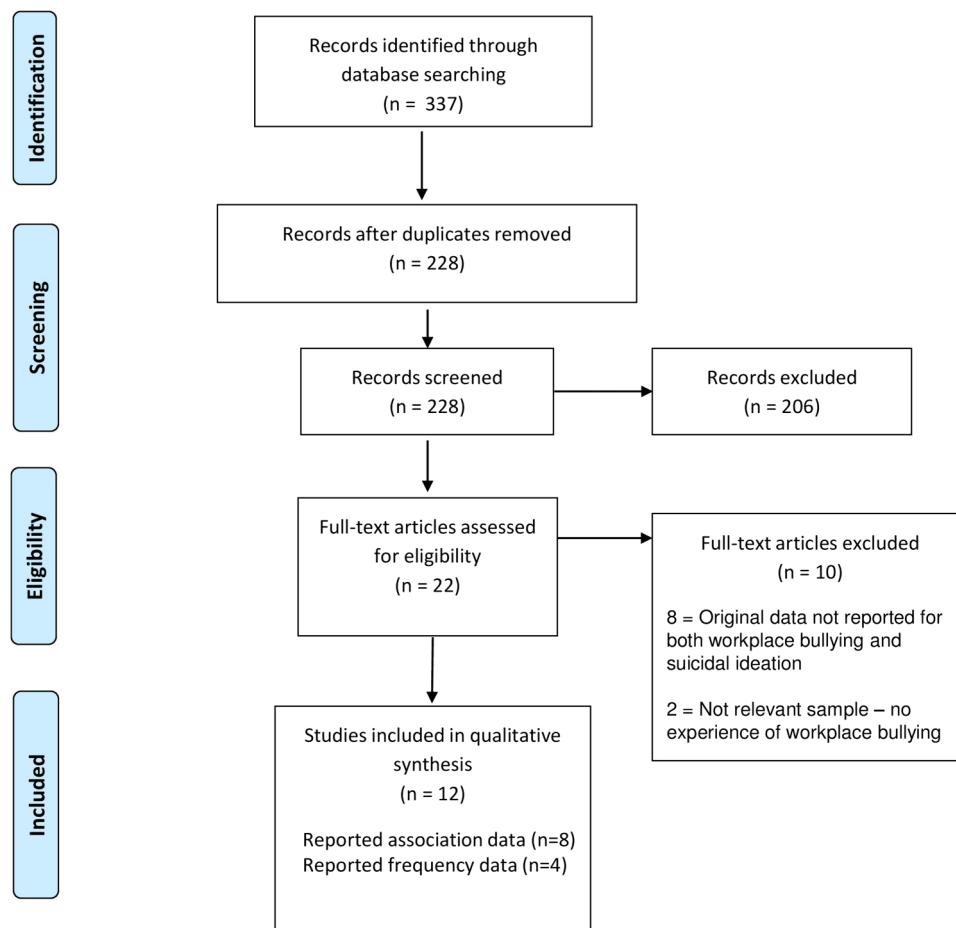 Identification
Records identified through
database searching
(n = 337)
Records after duplicates removed
(n = 228)
Screening
Records screened
(n = 228)
Records excluded
(n = 206)
Eligibility
Full-text articles assessed
for eligibility
(n = 22)
Full-text articles excluded
(n = 10)
8 = Original data not reported for
both workplace bullying and
suicidal ideation
2 = Not relevant sample – no
experience of workplace bullying
Included
Studies included in qualitative
synthesis
(n = 12)
Reported association data (n=8)
Reported frequency data (n=4)